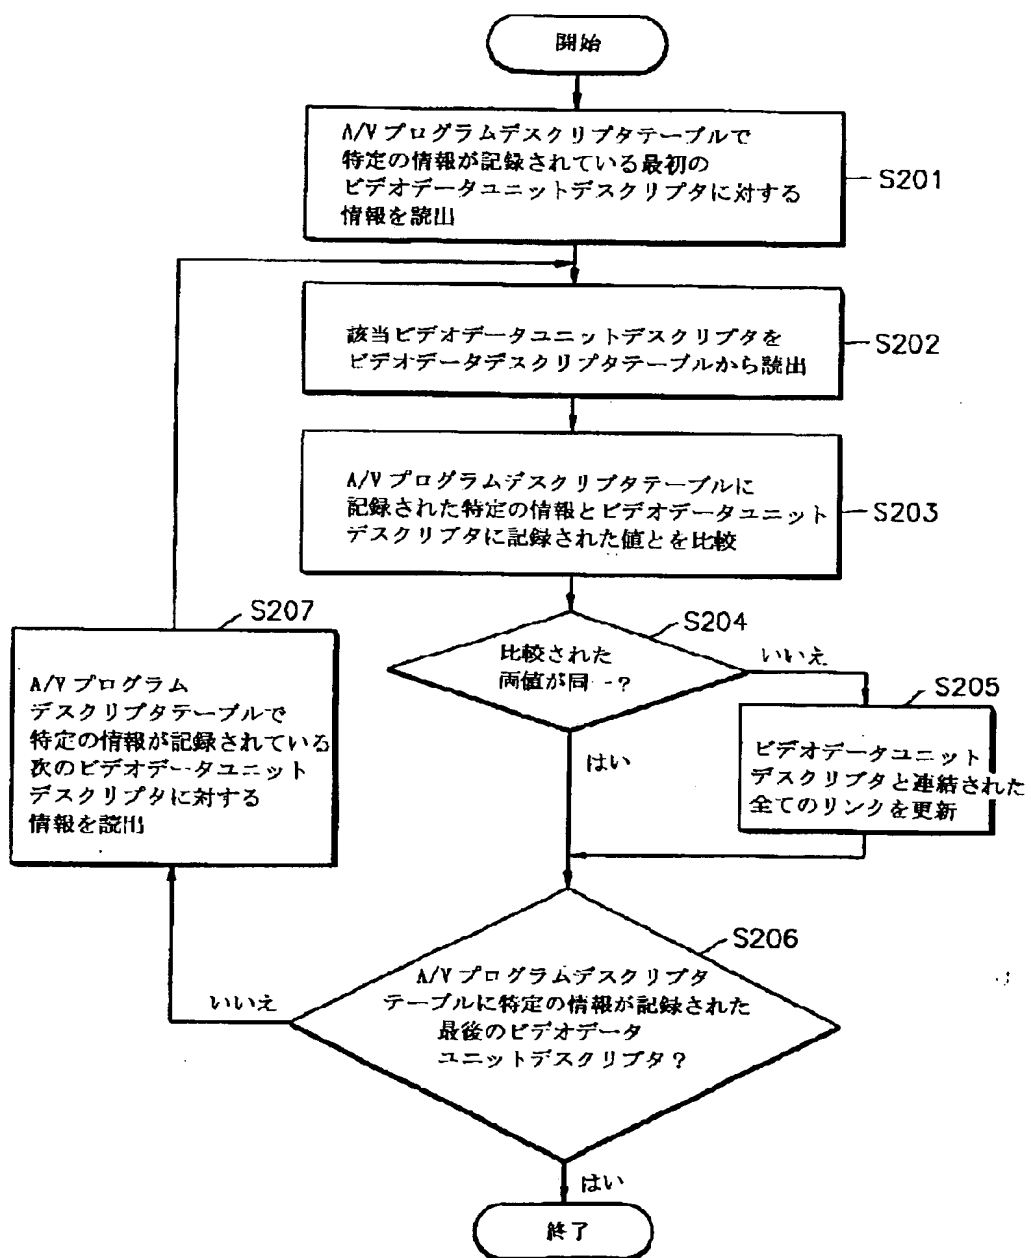 開始
A/Vプログラムデスクリプタテーブルで
特定の情報が記録されている最初の
ビデオデータユニットデスクリプタに対する
情報を読出
S201
該当ビデオデータユニットデスクリプタを
ビデオデータデスクリプタテーブルから読出
S202
A/Vプログラムデスクリプタテーブルに
記録された特定の情報とビデオデータユニット
デスクリプタに記録された値とを比較
S203
S207
A/Vプログラム
デスクリプタテーブルで
特定の情報が記録されている
次のビデオデータユニット
デスクリプタに対する
情報を読出
S204
比較された
両値が同一?
いいえ
はい
S205
ビデオデータユニット
デスクリプタと連結された
全てのリンクを更新
S206
A/Vプログラムデスクリプタ
テーブルに特定の情報が記録された
最後のビデオデータ
ユニットデスクリプタ?
いいえ
はい
終了